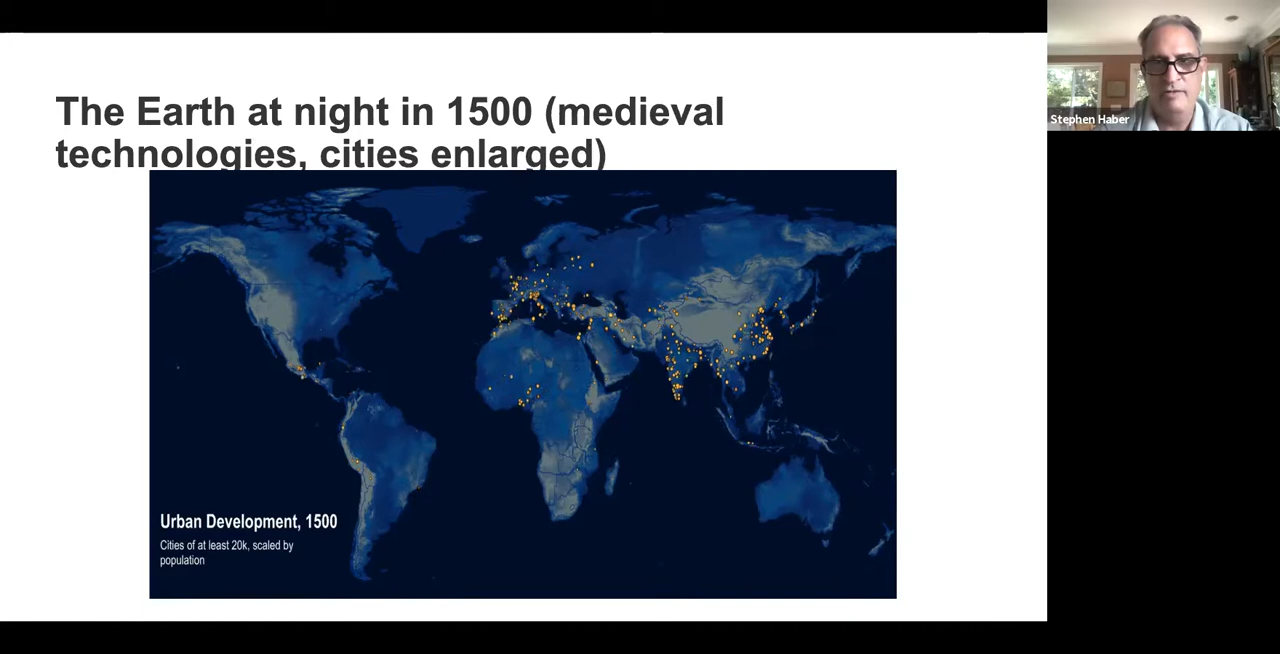 The Earth at night in 1500 (medieval
technologies, cities enlarged)
Stephen Haber
Urban Development, 1500
Cities of at least 20k, scaled by
population